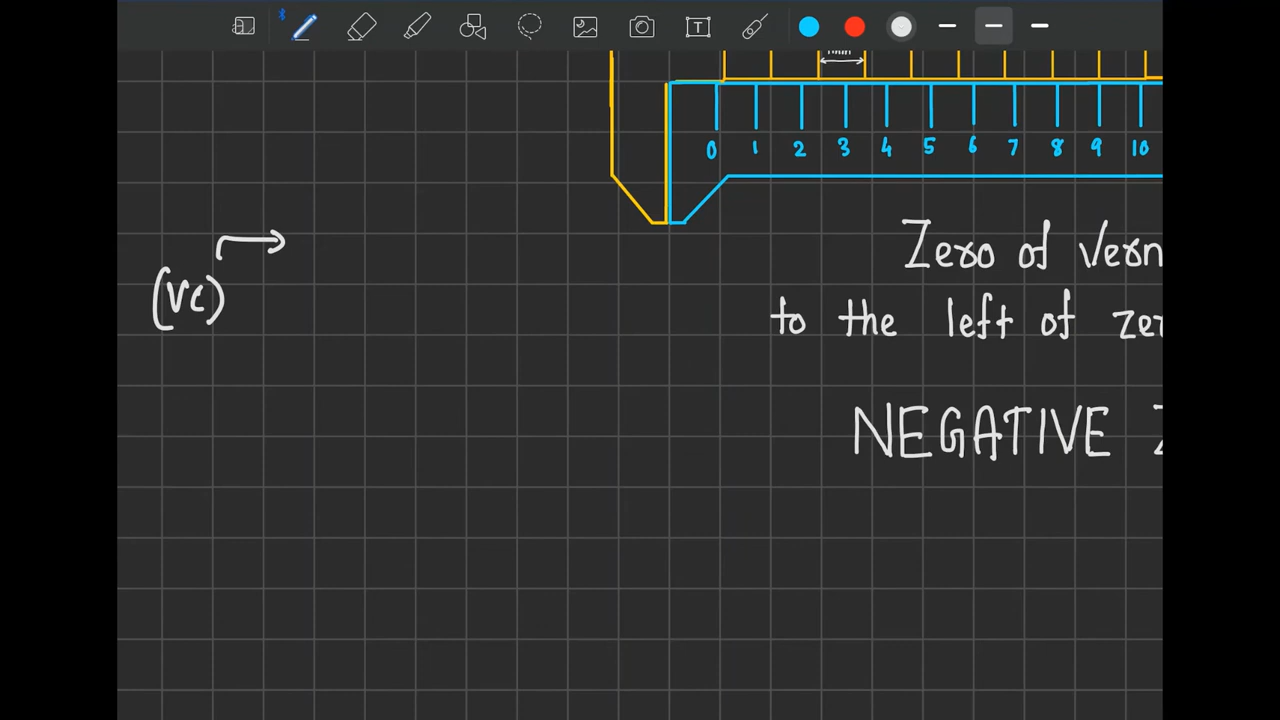 T
0 1 2 3 4 5 6 7 8 9 10
(VC)
Zero of Vern
to the left of ze
NEGATIVE